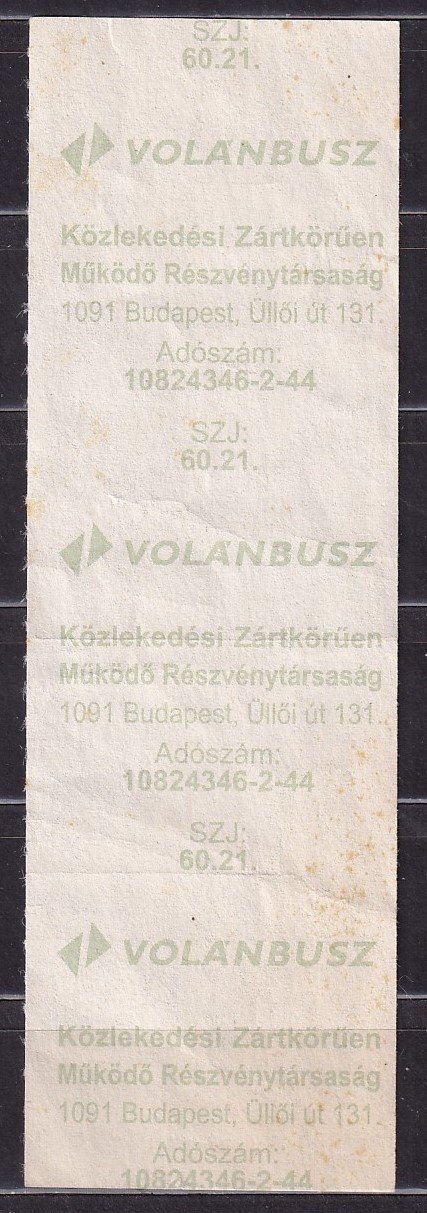 SZJ:
60.21.
VOLÁNBUSZ
Közlekedési Zártkörűen
Működő Részvénytársaság
1091 Budapest, Üllői út 131.
Adószám:
10824346-2-44
SZJ:
60.21.
VOLÁNBUSZ
Közlekedési Zártkörűen
Működő Részvénytársaság
1091 Budapest, Üllői út 131.
Adószám:
10824346-2-44
SZJ:
60.21.
VOLÁNBUSZ
Közlekedési Zártkörűen
Működő Részvénytársaság
1091 Budapest, Üllői út 131.
Adószám:
10824346-2-44